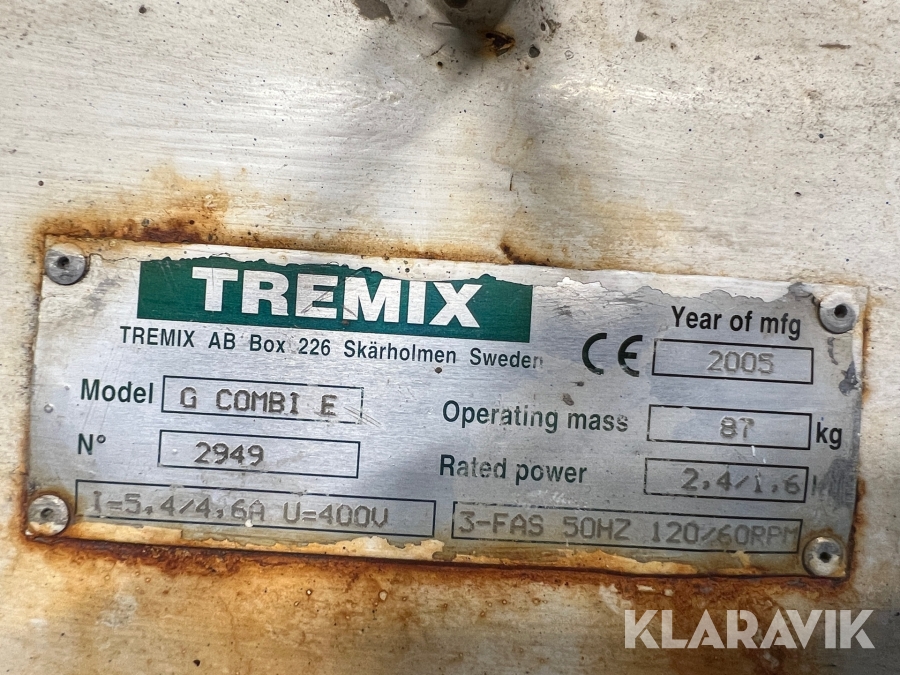 TREMIX
TREMIX AB Box 226 Skärholmen Sweden
CE
Year of mfg
2005
Model G COMBI E
Operating mass 87 kg
N° 2949
Rated power 2,4/1,6
I=5,4/4,6A U=400V
3-FAS 50HZ 120/60RPM
KLARAVIK